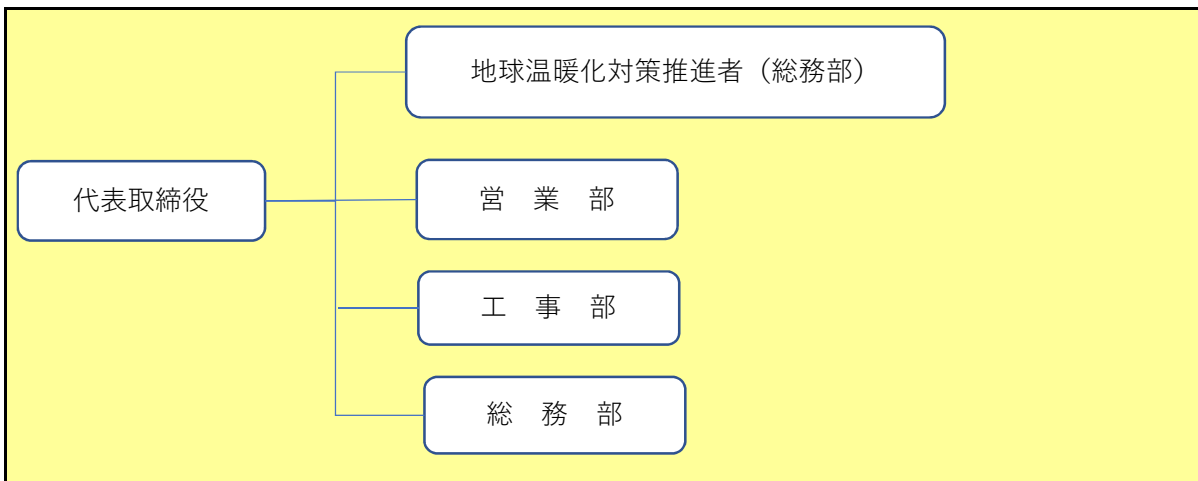 地球温暖化対策推進者（総務部）
代表取締役
営　業　部
工　事　部
総　務　部